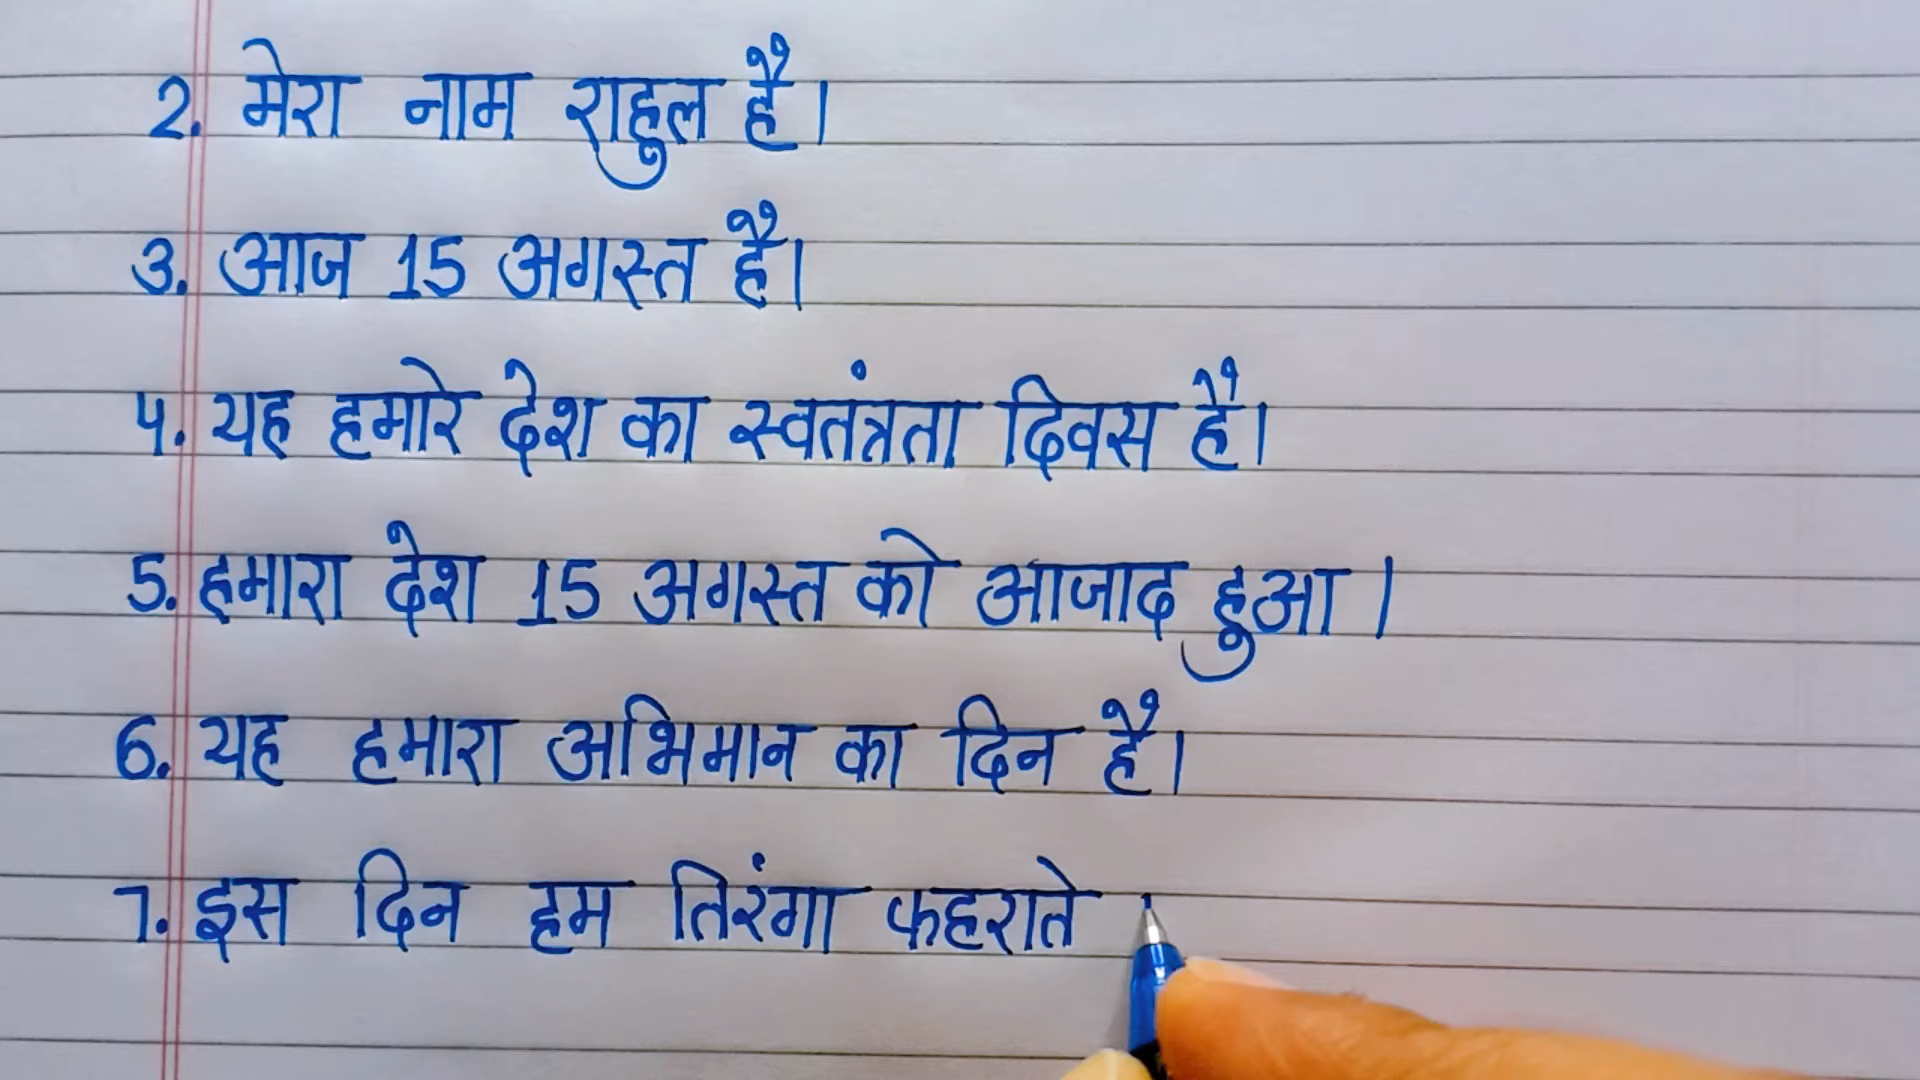 2. मेरा नाम राहुल है।
3. आज 15 अगस्त है।
4. यह हमारे देश का स्वतंत्रता दिवस है।
5. हमारा देश 15 अगस्त को आजाद हुआ।
6. यह हमारा अभिमान का दिन है।
7. इस दिन हम तिरंगा फहराते